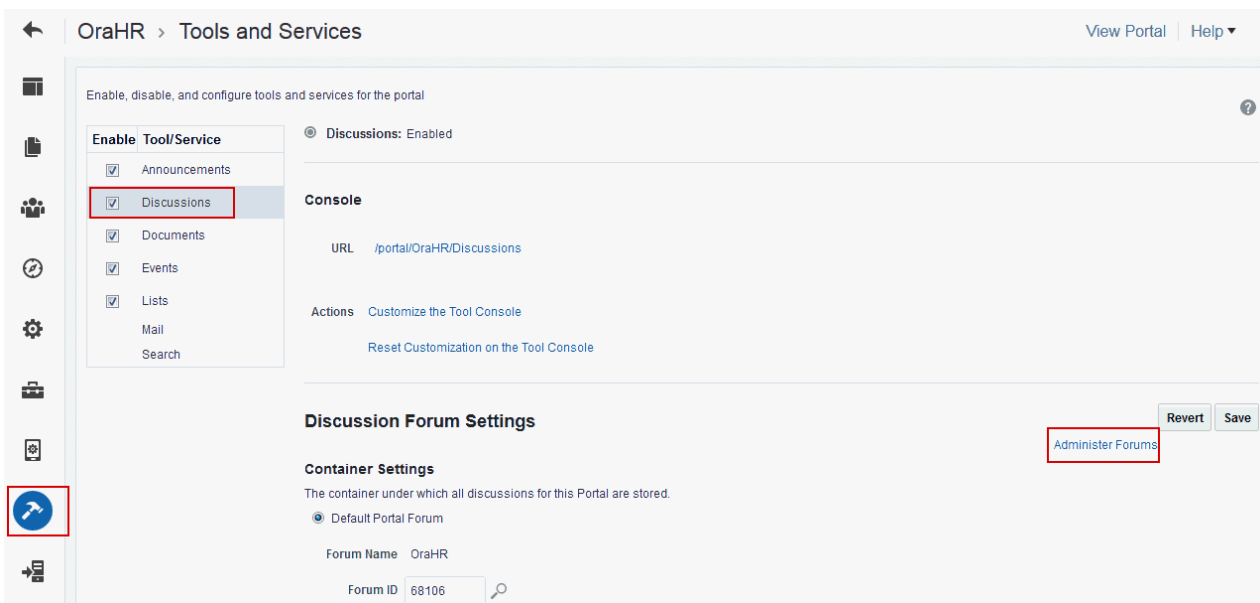 OraHR > Tools and Services
View Portal
Help
Enable, disable, and configure tools and services for the portal
Enable Tool/Service
Announcements
Discussions
Documents
Events
Lists
Mail
Search
Discussions: Enabled
Console
URL /portal/OraHR/Discussions
Actions Customize the Tool Console
Reset Customization on the Tool Console
Discussion Forum Settings
Revert
Save
Administer Forums
Container Settings
The container under which all discussions for this Portal are stored.
Default Portal Forum
Forum Name OraHR
Forum ID 68106